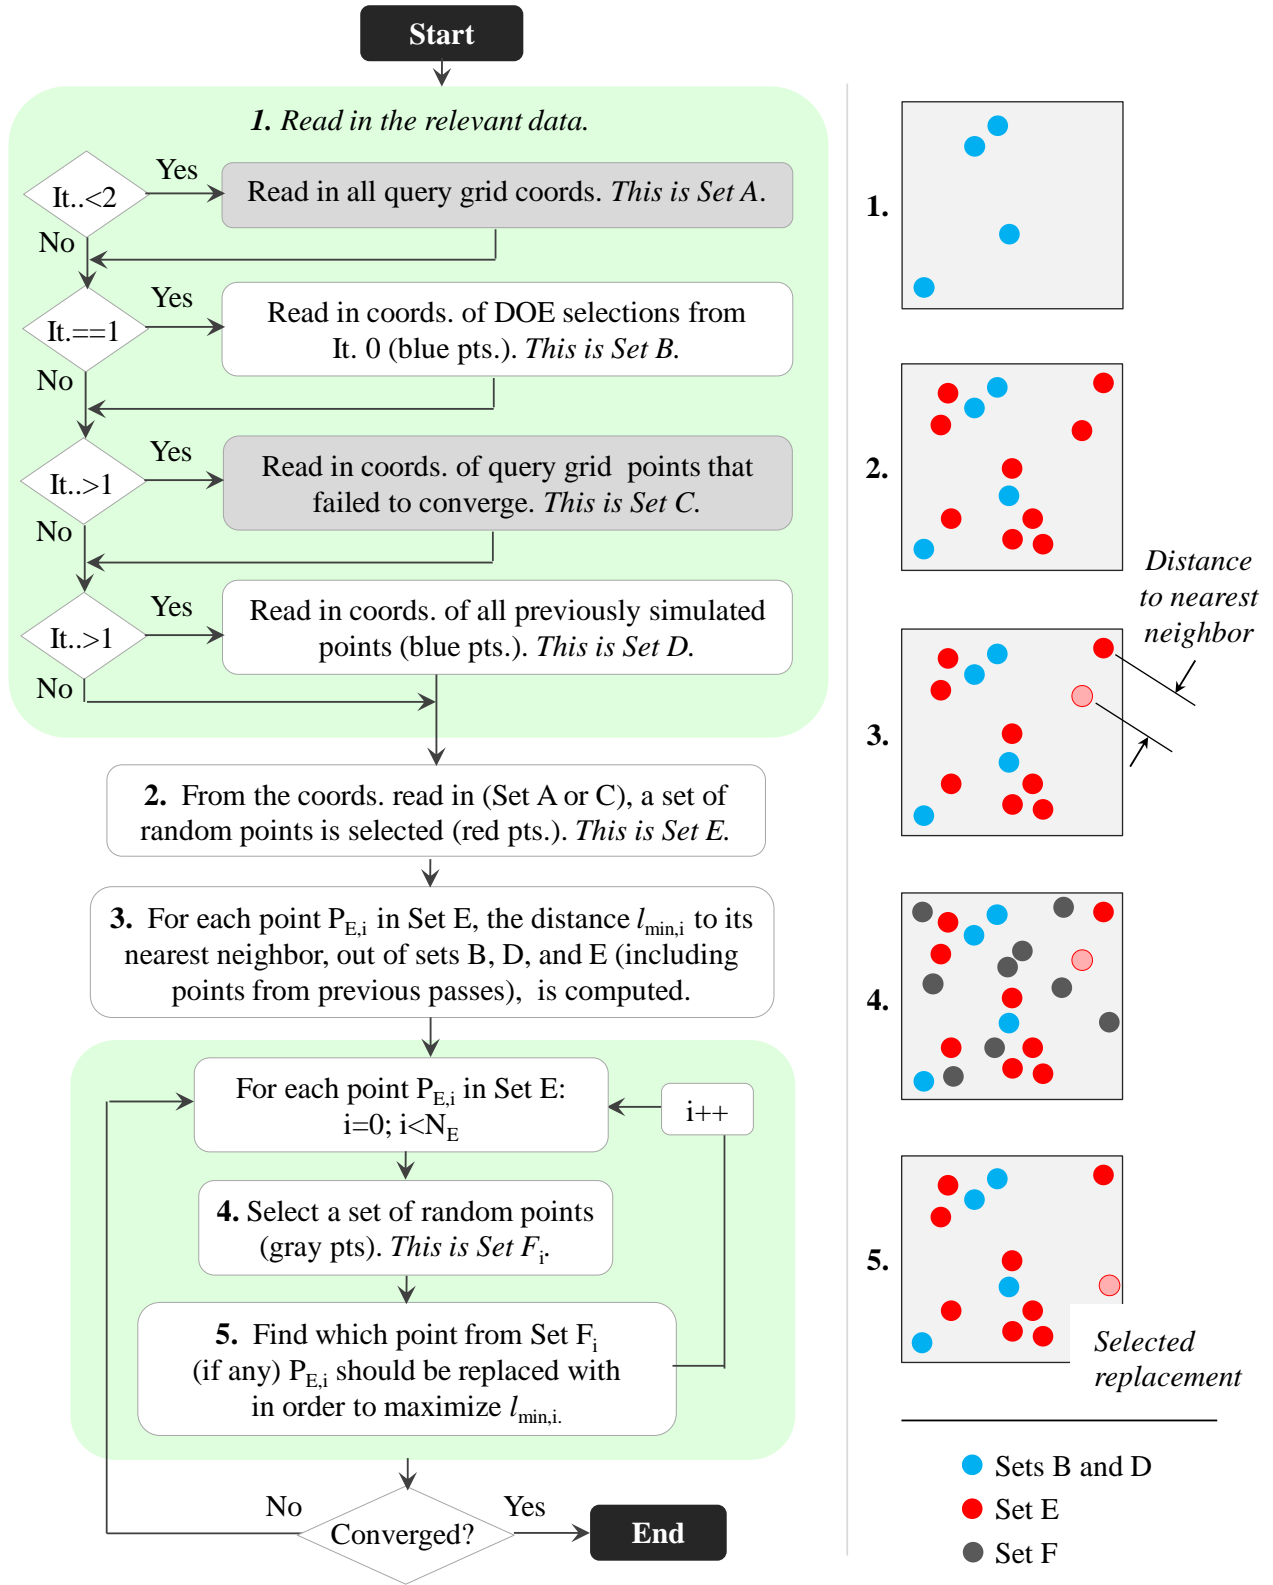 Start
1. Read in the relevant data.
It..<2
Yes
Read in all query grid coords. This is Set A.
No
It.==1
Yes
Read in coords. of DOE selections from
It. 0 (blue pts.). This is Set B.
No
It..>1
Yes
Read in coords. of query grid points that
failed to converge. This is Set C.
No
It..>1
Yes
Read in coords. of all previously simulated
points (blue pts.). This is Set D.
No
2. From the coords. read in (Set A or C), a set of
random points is selected (red pts.). This is Set E.
3. For each point P_E,i in Set E, the distance l_min,i to its
nearest neighbor, out of sets B, D, and E (including
points from previous passes), is computed.
For each point P_E,i in Set E:
i=0; i<N_E
i++
4. Select a set of random points
(gray pts). This is Set F_i.
5. Find which point from Set F_i
(if any) P_E,i should be replaced with
in order to maximize l_min,i.
No
Converged?
Yes
End
1.
2.
Distance
to nearest
neighbor
3.
4.
5.
Selected
replacement
Sets B and D
Set E
Set F